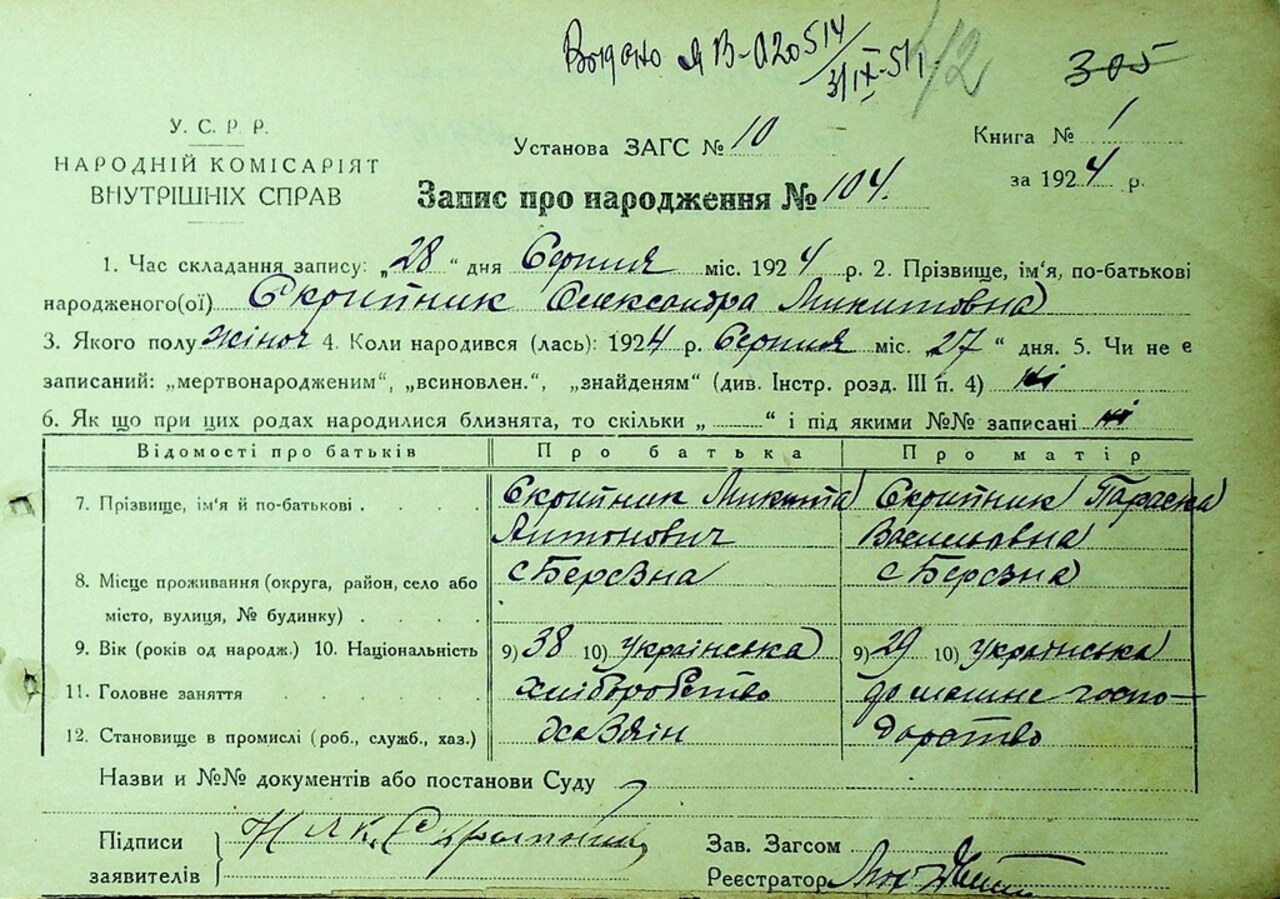 Видано ЯВ-020514
3/IX-51
12
305
У. С. Р. Р.
НАРОДНІЙ КОМІСАРІЯТ
ВНУТРІШНІХ СПРАВ
Установа ЗАГС № 10
Книга № 1
за 1924 р.
Запис про народження № 104.
1. Час складання запису: „28“ дня Серпня міс. 1924 р. 2. Прізвище, ім'я, по-батькові
народженого(ої) Скрипник Олександра Микитовна
3. Якого полу жіноч 4. Коли народився (лась): 1924 р. Серпня міс. 27“ дня. 5. Чи не є
записаний: „мертвонародженим“, „всиновлен.“, „знайденям“ (див. Інстр. розд. III п. 4) ні
6. Як що при цих родах народилися близнята, то скільки „ “ і під якими №№ записані ні
Відомості про батьків Про батька Про матір
7. Прізвище, ім'я й по-батькові . . . . Скрипник Микита Скрипник Параска
Антонович Васильовна
8. Місце проживання (округа, район, село або с Березна с Березна
місто, вулиця, № будинку) . . . .
9. Вік (років од народж.) 10. Національність 9) 38 10) Українська 9) 29 10) Українська
11. Головне заняття . . . . . хліборобство домашнє госпо-
12. Становище в промислі (роб., служб., хаз.) хазяїн дарство
Назви и №№ документів або постанови Суду
Підписи
заявителів
Зав. Загсом
Реєстратор